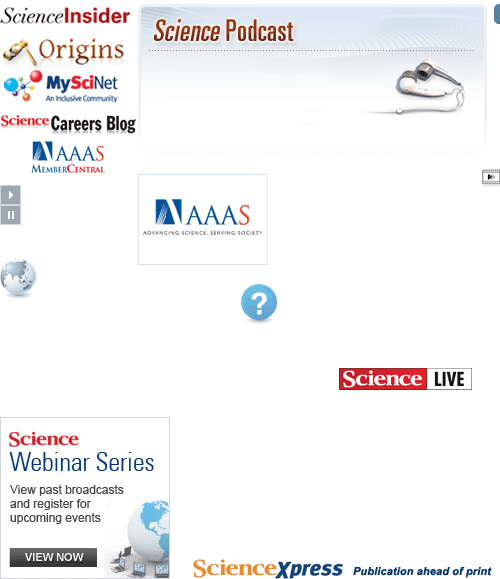 ScienceInsider
Science Podcast
Origins
MySciNet
An Inclusive Community
Science Careers Blog
AAAS
MEMBERCENTRAL
AAAS
ADVANCING SCIENCE, SERVING SOCIETY
?
Science LIVE
Science
Webinar Series
View past broadcasts
and register for
upcoming events
VIEW NOW
ScienceXpress Publication ahead of print